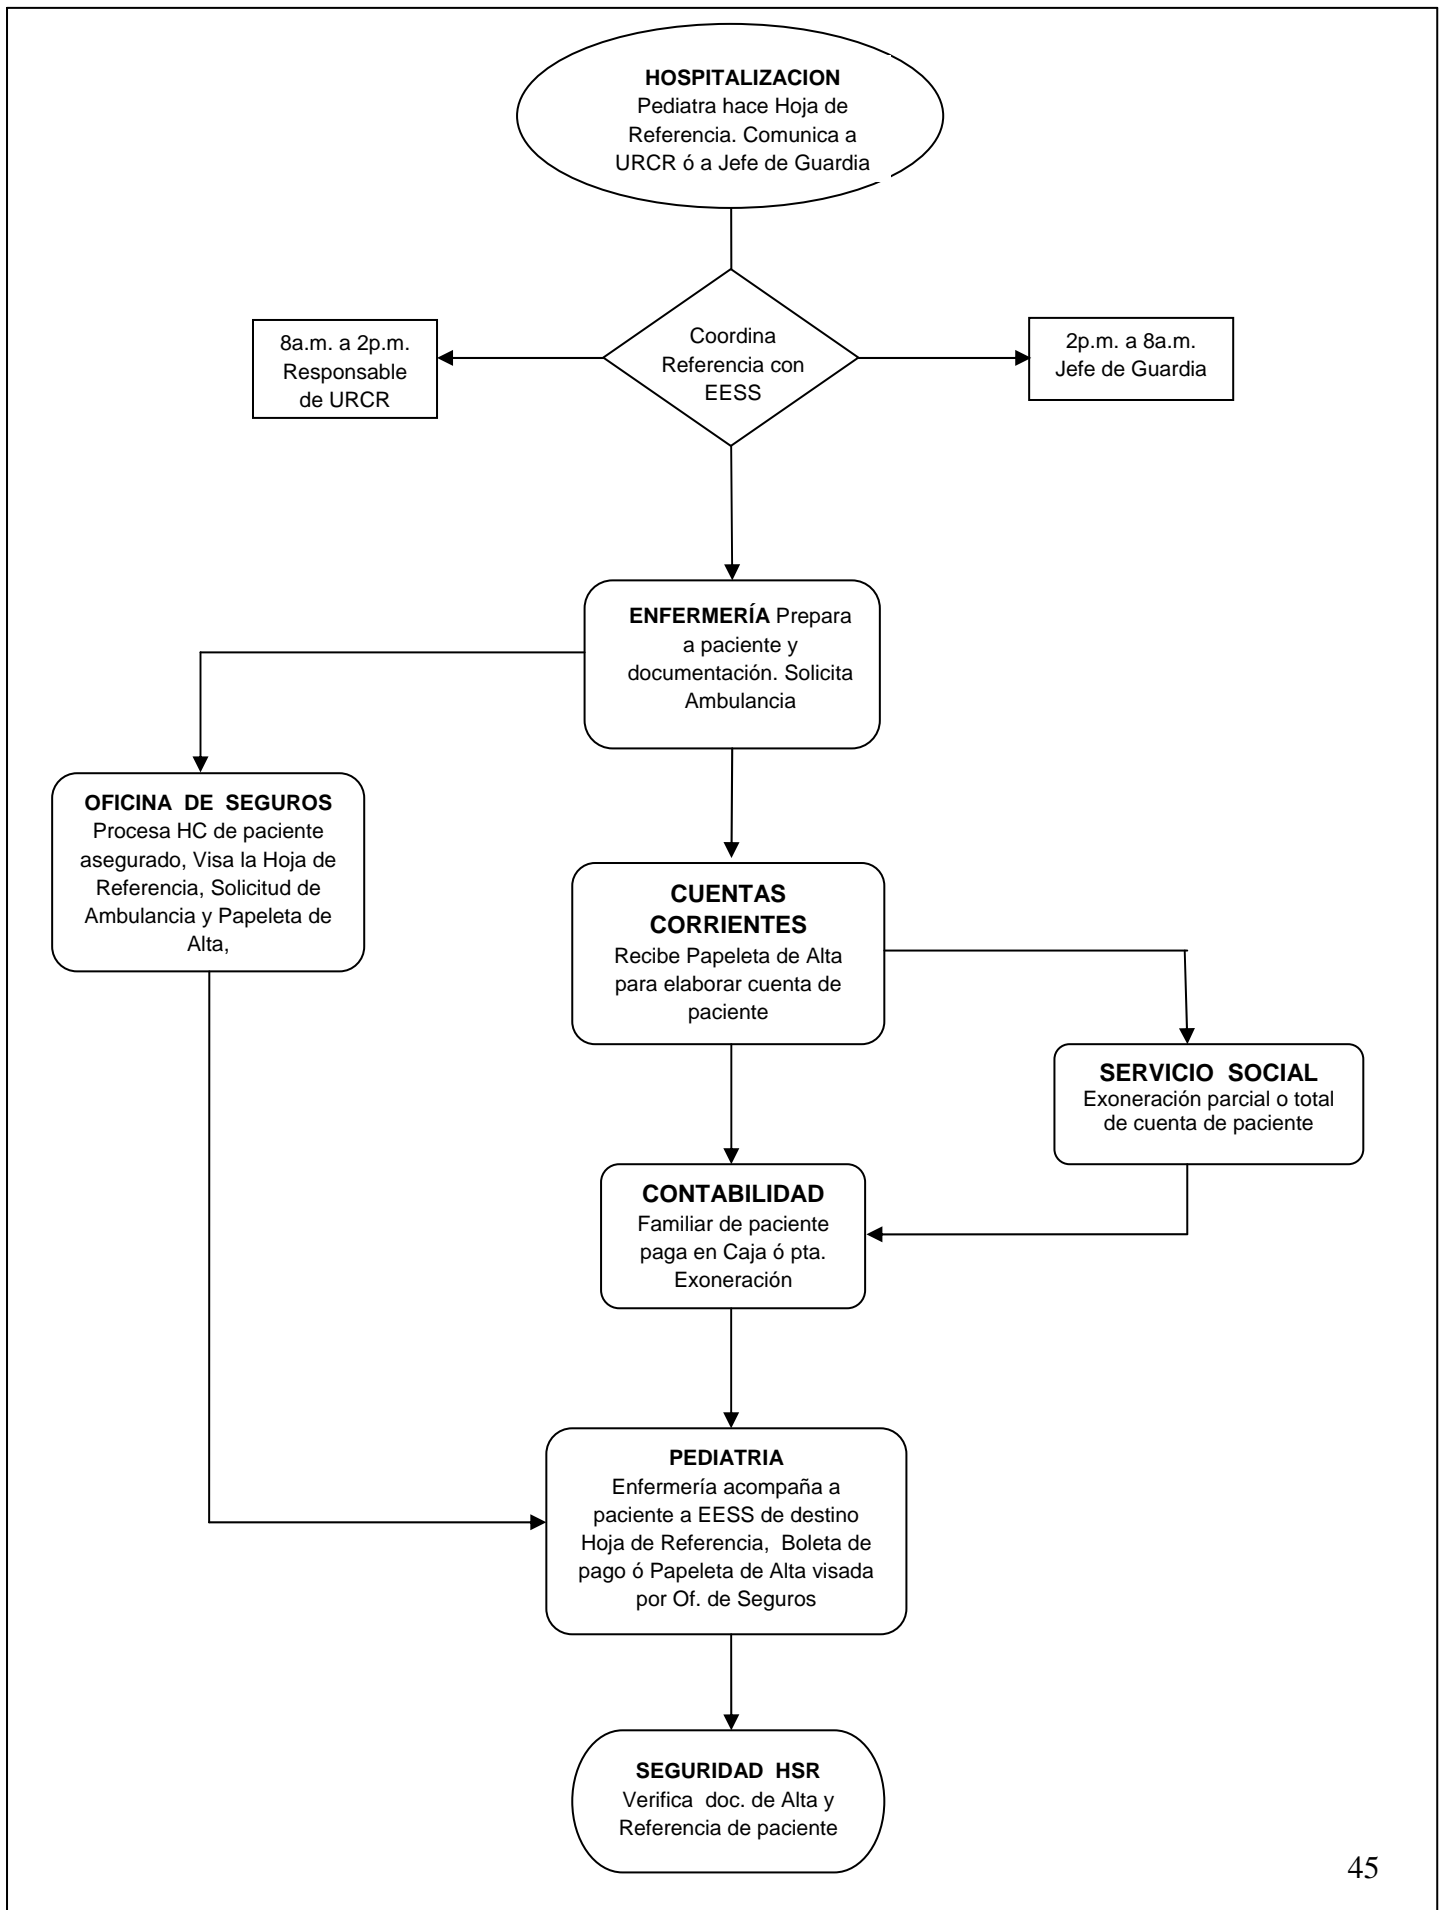 HOSPITALIZACION
Pediatra hace Hoja de
Referencia. Comunica a
URCR ó a Jefe de Guardia
8a.m. a 2p.m.
Responsable
de URCR
Coordina
Referencia con
EESS
2p.m. a 8a.m.
Jefe de Guardia
ENFERMERÍA Prepara
a paciente y
documentación. Solicita
Ambulancia
OFICINA DE SEGUROS
Procesa HC de paciente
asegurado, Visa la Hoja de
Referencia, Solicitud de
Ambulancia y Papeleta de
Alta,
CUENTAS
CORRIENTES
Recibe Papeleta de Alta
para elaborar cuenta de
paciente
SERVICIO SOCIAL
Exoneración parcial o total
de cuenta de paciente
CONTABILIDAD
Familiar de paciente
paga en Caja ó pta.
Exoneración
PEDIATRIA
Enfermería acompaña a
paciente a EESS de destino
Hoja de Referencia, Boleta de
pago ó Papeleta de Alta visada
por Of. de Seguros
SEGURIDAD HSR
Verifica doc. de Alta y
Referencia de paciente
45